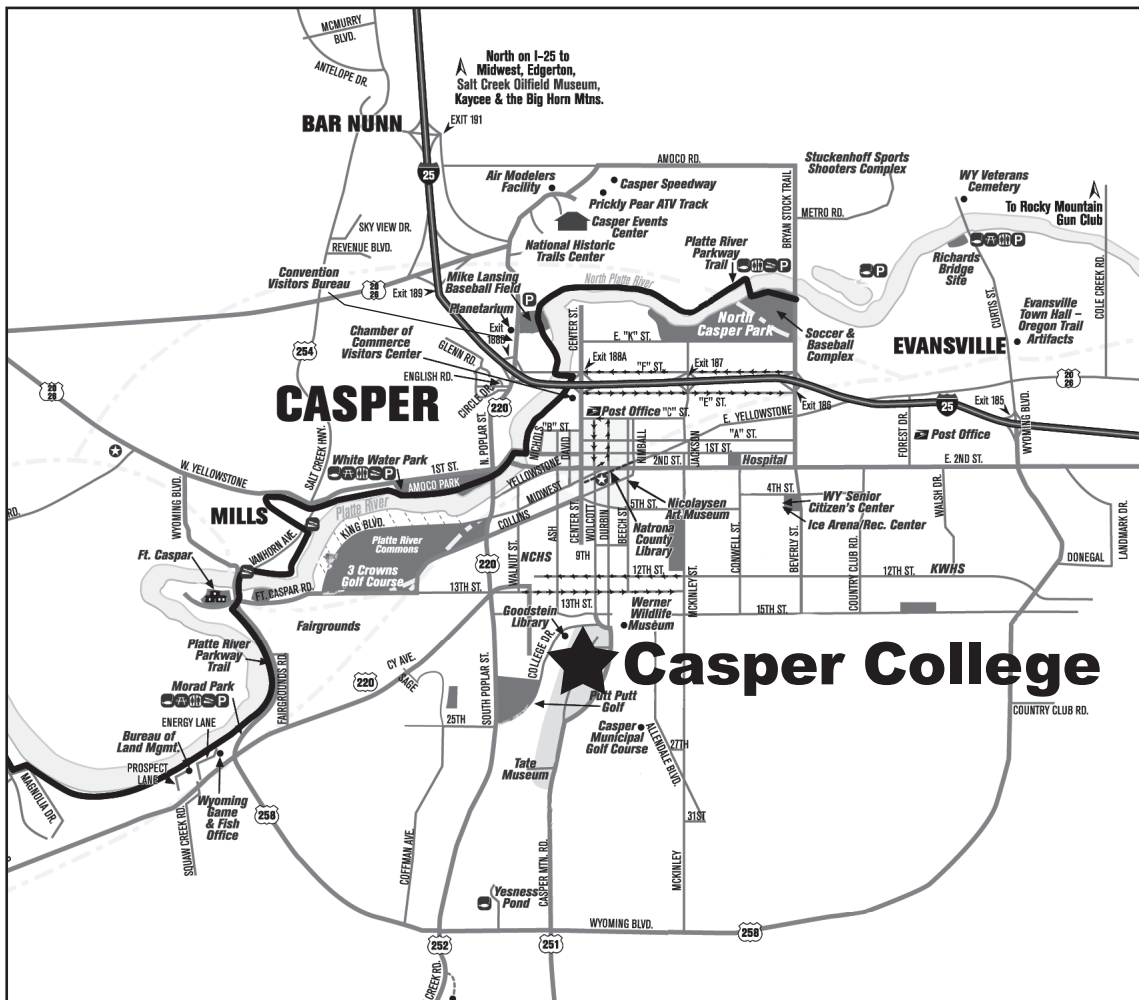 MCMURRY
BLVD.
ANTELOPE DR.
North on I-25 to
Midwest, Edgerton,
Salt Creek Oilfield Museum,
Kaycee & the Big Horn Mtns.
BAR NUNN
EXIT 191
25
AMOCO RD.
Stuckenhoff Sports
Shooters Complex
Air Modelers
Facility
Casper Speedway
Prickly Pear ATV Track
Casper Events
Center
BRYAN STOCK TRAIL
METRO RD.
WY Veterans
Cemetery
To Rocky Mountain
Gun Club
SKY VIEW DR.
REVENUE BLVD.
National Historic
Trails Center
Platte River
Parkway
Trail
P
P
Richards
Bridge
Site
P
COLE CREEK RD.
Convention
Visitors Bureau
20
26
Exit 189
Mike Lansing
Baseball Field
P
North Platte River
Planetarium
Exit
188B
CENTER ST.
North
Casper Park
Soccer &
Baseball
Complex
CURTIS ST.
Evansville
Town Hall –
Oregon Trail
Artifacts
EVANSVILLE
Chamber of
Commerce
Visitors Center
254
GLENN RD.
E. "K" ST.
Exit 188A
"F" ST.
Exit 187
ENGLISH RD.
CIRCLE DR.
220
20
26
20
26
CASPER
"E" ST.
Exit 186
Exit 185
25
Post Office
"C" ST.
E. YELLOWSTONE
"B" ST.
"A" ST.
NICHOLS
DAVID
KIMBALL
JACKSON
1ST ST.
2ND ST.
Hospital
FOREST DR.
Post Office
WYOMING BLVD.
E. 2ND ST.
N. POPLAR ST.
SALT CREEK HWY.
W. YELLOWSTONE
White Water Park
P
1ST ST.
AMOCO PARK
YELLOWSTONE
MIDWEST
COLLINS
RD.
WYOMING BLVD.
MILLS
Platte River
KING BLVD.
VANHORN AVE.
Platte River
Commons
3 Crowns
Golf Course
ASH
CENTER ST.
WOLCOTT
DURBIN
BEECH ST.
5TH ST.
Nicolaysen
Art Museum
Natrona
County
Library
4TH ST.
WY Senior
Citizen's Center
Ice Arena/Rec. Center
WALSH DR.
LANDMARK DR.
DONEGAL
Ft. Caspar
FT. CASPAR RD.
13TH ST.
WALNUT ST.
NCHS
9TH
12TH ST.
CONWELL ST.
BEVERLY ST.
COUNTRY CLUB RD.
12TH ST.
KWHS
220
MCKINLEY ST.
13TH ST.
15TH ST.
Goodstein
Library
Werner
Wildlife
Museum
Fairgrounds
Platte River
Parkway
Trail
FAIRGROUNDS RD.
CY AVE.
SAGE
220
COLLEGE DR.
Casper College
Morad Park
P
SOUTH POPLAR ST.
Putt Putt
Golf
25TH
COUNTRY CLUB RD.
ENERGY LANE
Bureau of
Land Mgmt.
PROSPECT
LANE
Casper
Municipal
Golf Course
ALLENDALE BLVD.
27TH
Tate
Museum
MAGNOLIA DR.
SQUAW CREEK RD.
Wyoming
Game
& Fish
Office
258
31ST
COFFMAN AVE.
CASPER MTN. RD.
MCKINLEY
Yesness
Pond
WYOMING BLVD.
258
252
251
CREEK RD.